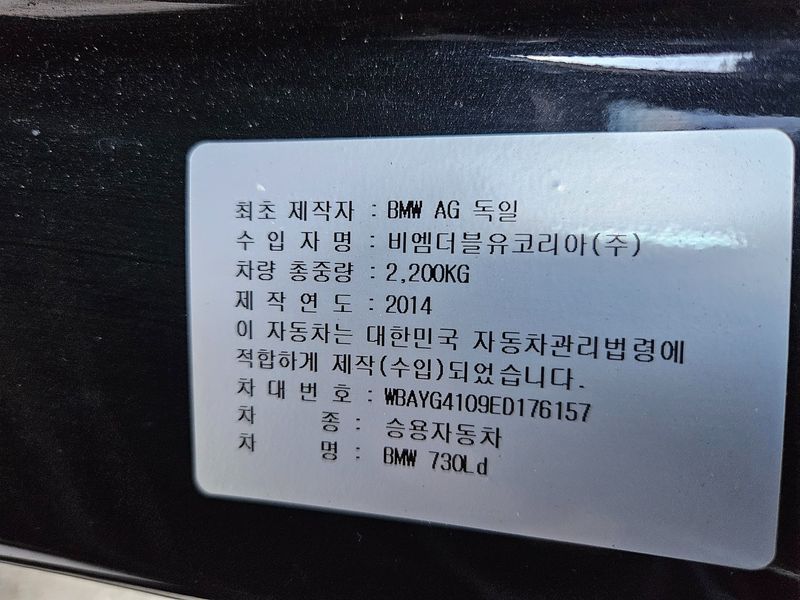 최초 제작자 : BMW AG 독일
수 입 자 명 : 비엠더블유코리아(주)
차량 총중량 : 2,200KG
제 작 연 도 : 2014
이 자동차는 대한민국 자동차관리법령에
적합하게 제작(수입)되었습니다.
차 대 번 호 : WBAYG4109ED176157
차 종 : 승용자동차
차 명 : BMW 730Ld